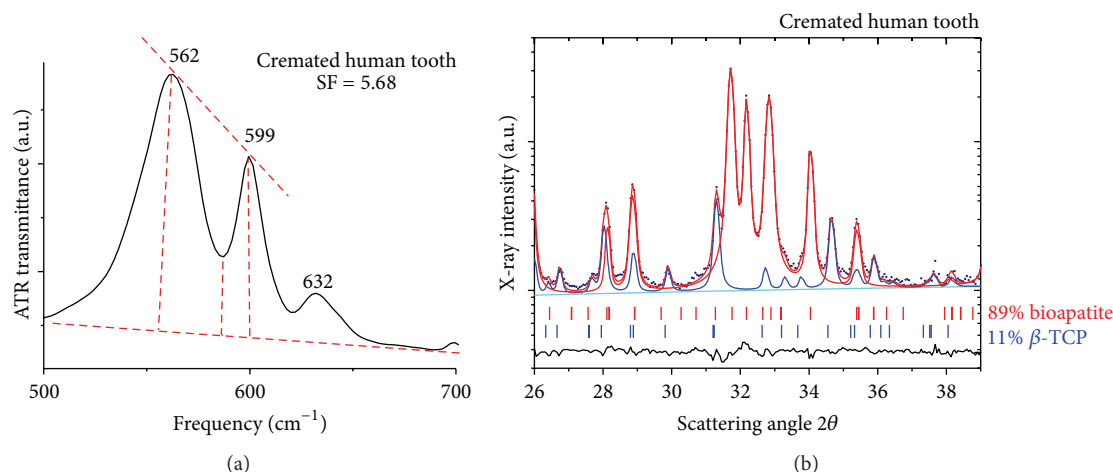 562
Cremated human tooth
SF = 5.68
599
632
ATR transmittance (a.u.)
500 600 700
Frequency (cm⁻¹)
(a)
Cremated human tooth
X-ray intensity (a.u.)
89% bioapatite
11% β-TCP
26 28 30 32 34 36 38
Scattering angle 2θ
(b)